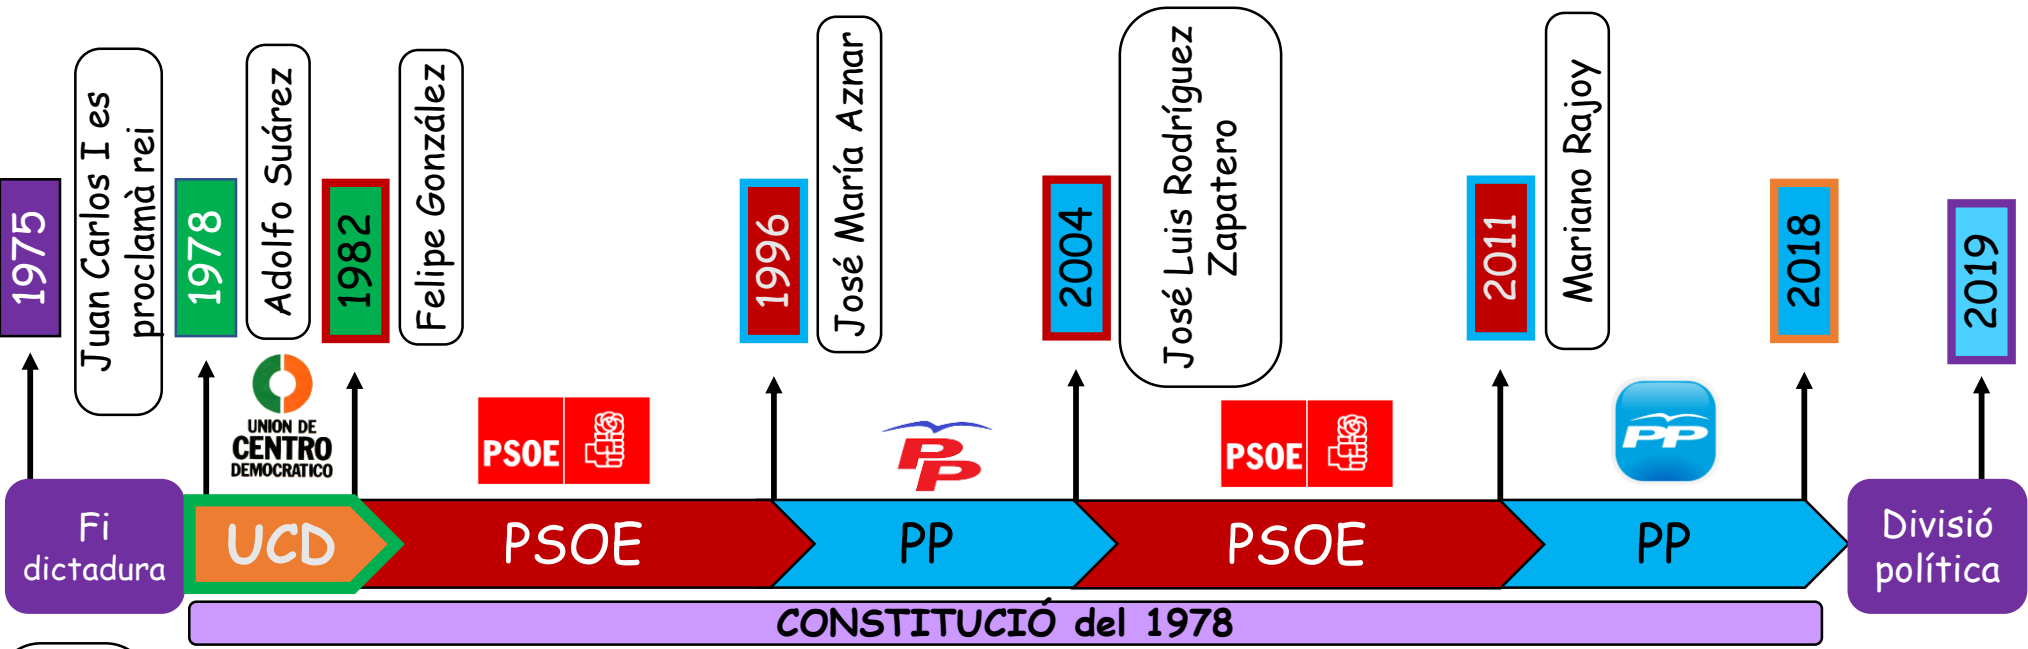 1975
Juan Carlos I es
proclamà rei
1978
Adolfo Suárez
1982
Felipe González
1996
José María Aznar
2004
José Luis Rodríguez
Zapatero
2011
Mariano Rajoy
2018
2019
UNION DE
CENTRO
DEMOCRATICO
PSOE
PP
PSOE
PP
Fi
dictadura
UCD
PSOE
PP
PSOE
PP
Divisió
política
CONSTITUCIÓ del 1978